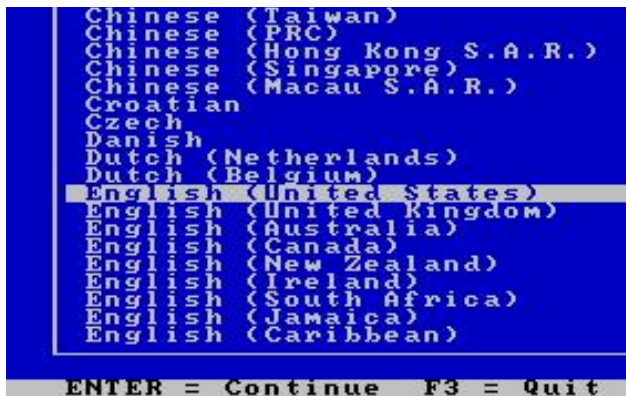 Chinese (Taiwan)
Chinese (PRC)
Chinese (Hong Kong S.A.R.)
Chinese (Singapore)
Chinese (Macau S.A.R.)
Croatian
Czech
Danish
Dutch (Netherlands)
Dutch (Belgium)
English (United States)
English (United Kingdom)
English (Australia)
English (Canada)
English (New Zealand)
English (Ireland)
English (South Africa)
English (Jamaica)
English (Caribbean)
ENTER = Continue F3 = Quit